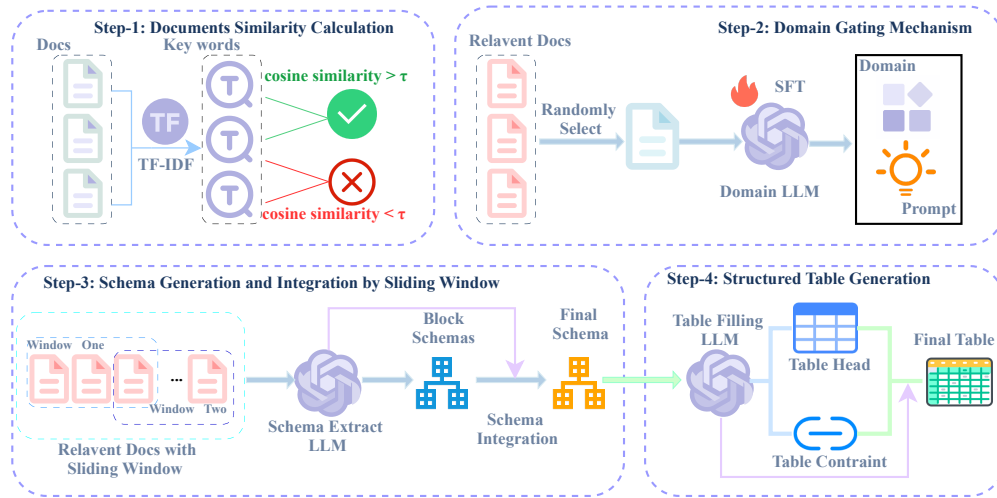 Step-1: Documents Similarity Calculation
Docs
Key words
cosine similarity > τ
TF
TF-IDF
cosine similarity < τ
Step-2: Domain Gating Mechanism
Relavent Docs
Randomly
Select
SFT
Domain LLM
Domain
Prompt
Step-3: Schema Generation and Integration by Sliding Window
Window One
...
Window Two
Relavent Docs with
Sliding Window
Schema Extract
LLM
Block
Schemas
Schema
Integration
Final
Schema
Step-4: Structured Table Generation
Table Filling
LLM
Table Head
Table Contraint
Final Table